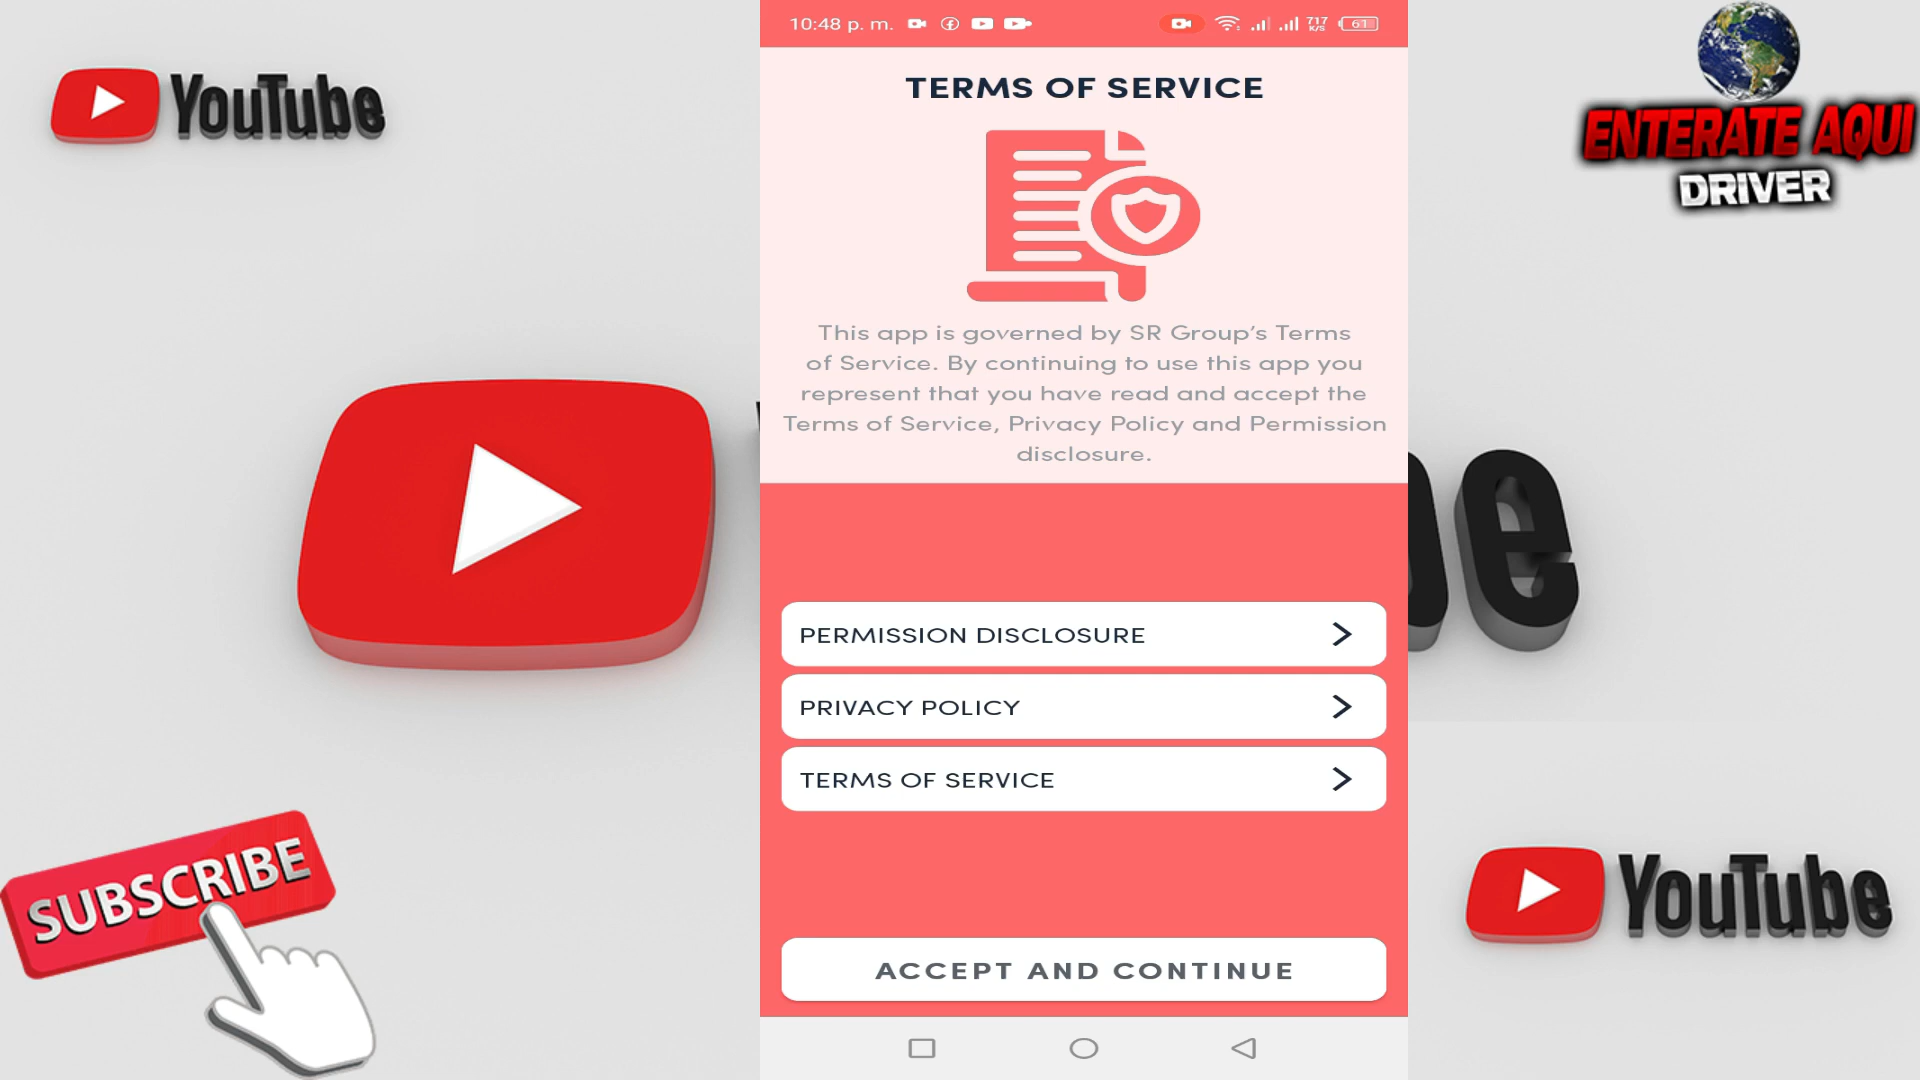 YouTube
ENTERATE AQUI
DRIVER
10:48 p. m.
717
K/S
61
TERMS OF SERVICE
This app is governed by SR Group’s Terms
of Service. By continuing to use this app you
represent that you have read and accept the
Terms of Service, Privacy Policy and Permission
disclosure.
e
PERMISSION DISCLOSURE
PRIVACY POLICY
TERMS OF SERVICE
SUBSCRIBE
YouTube
ACCEPT AND CONTINUE